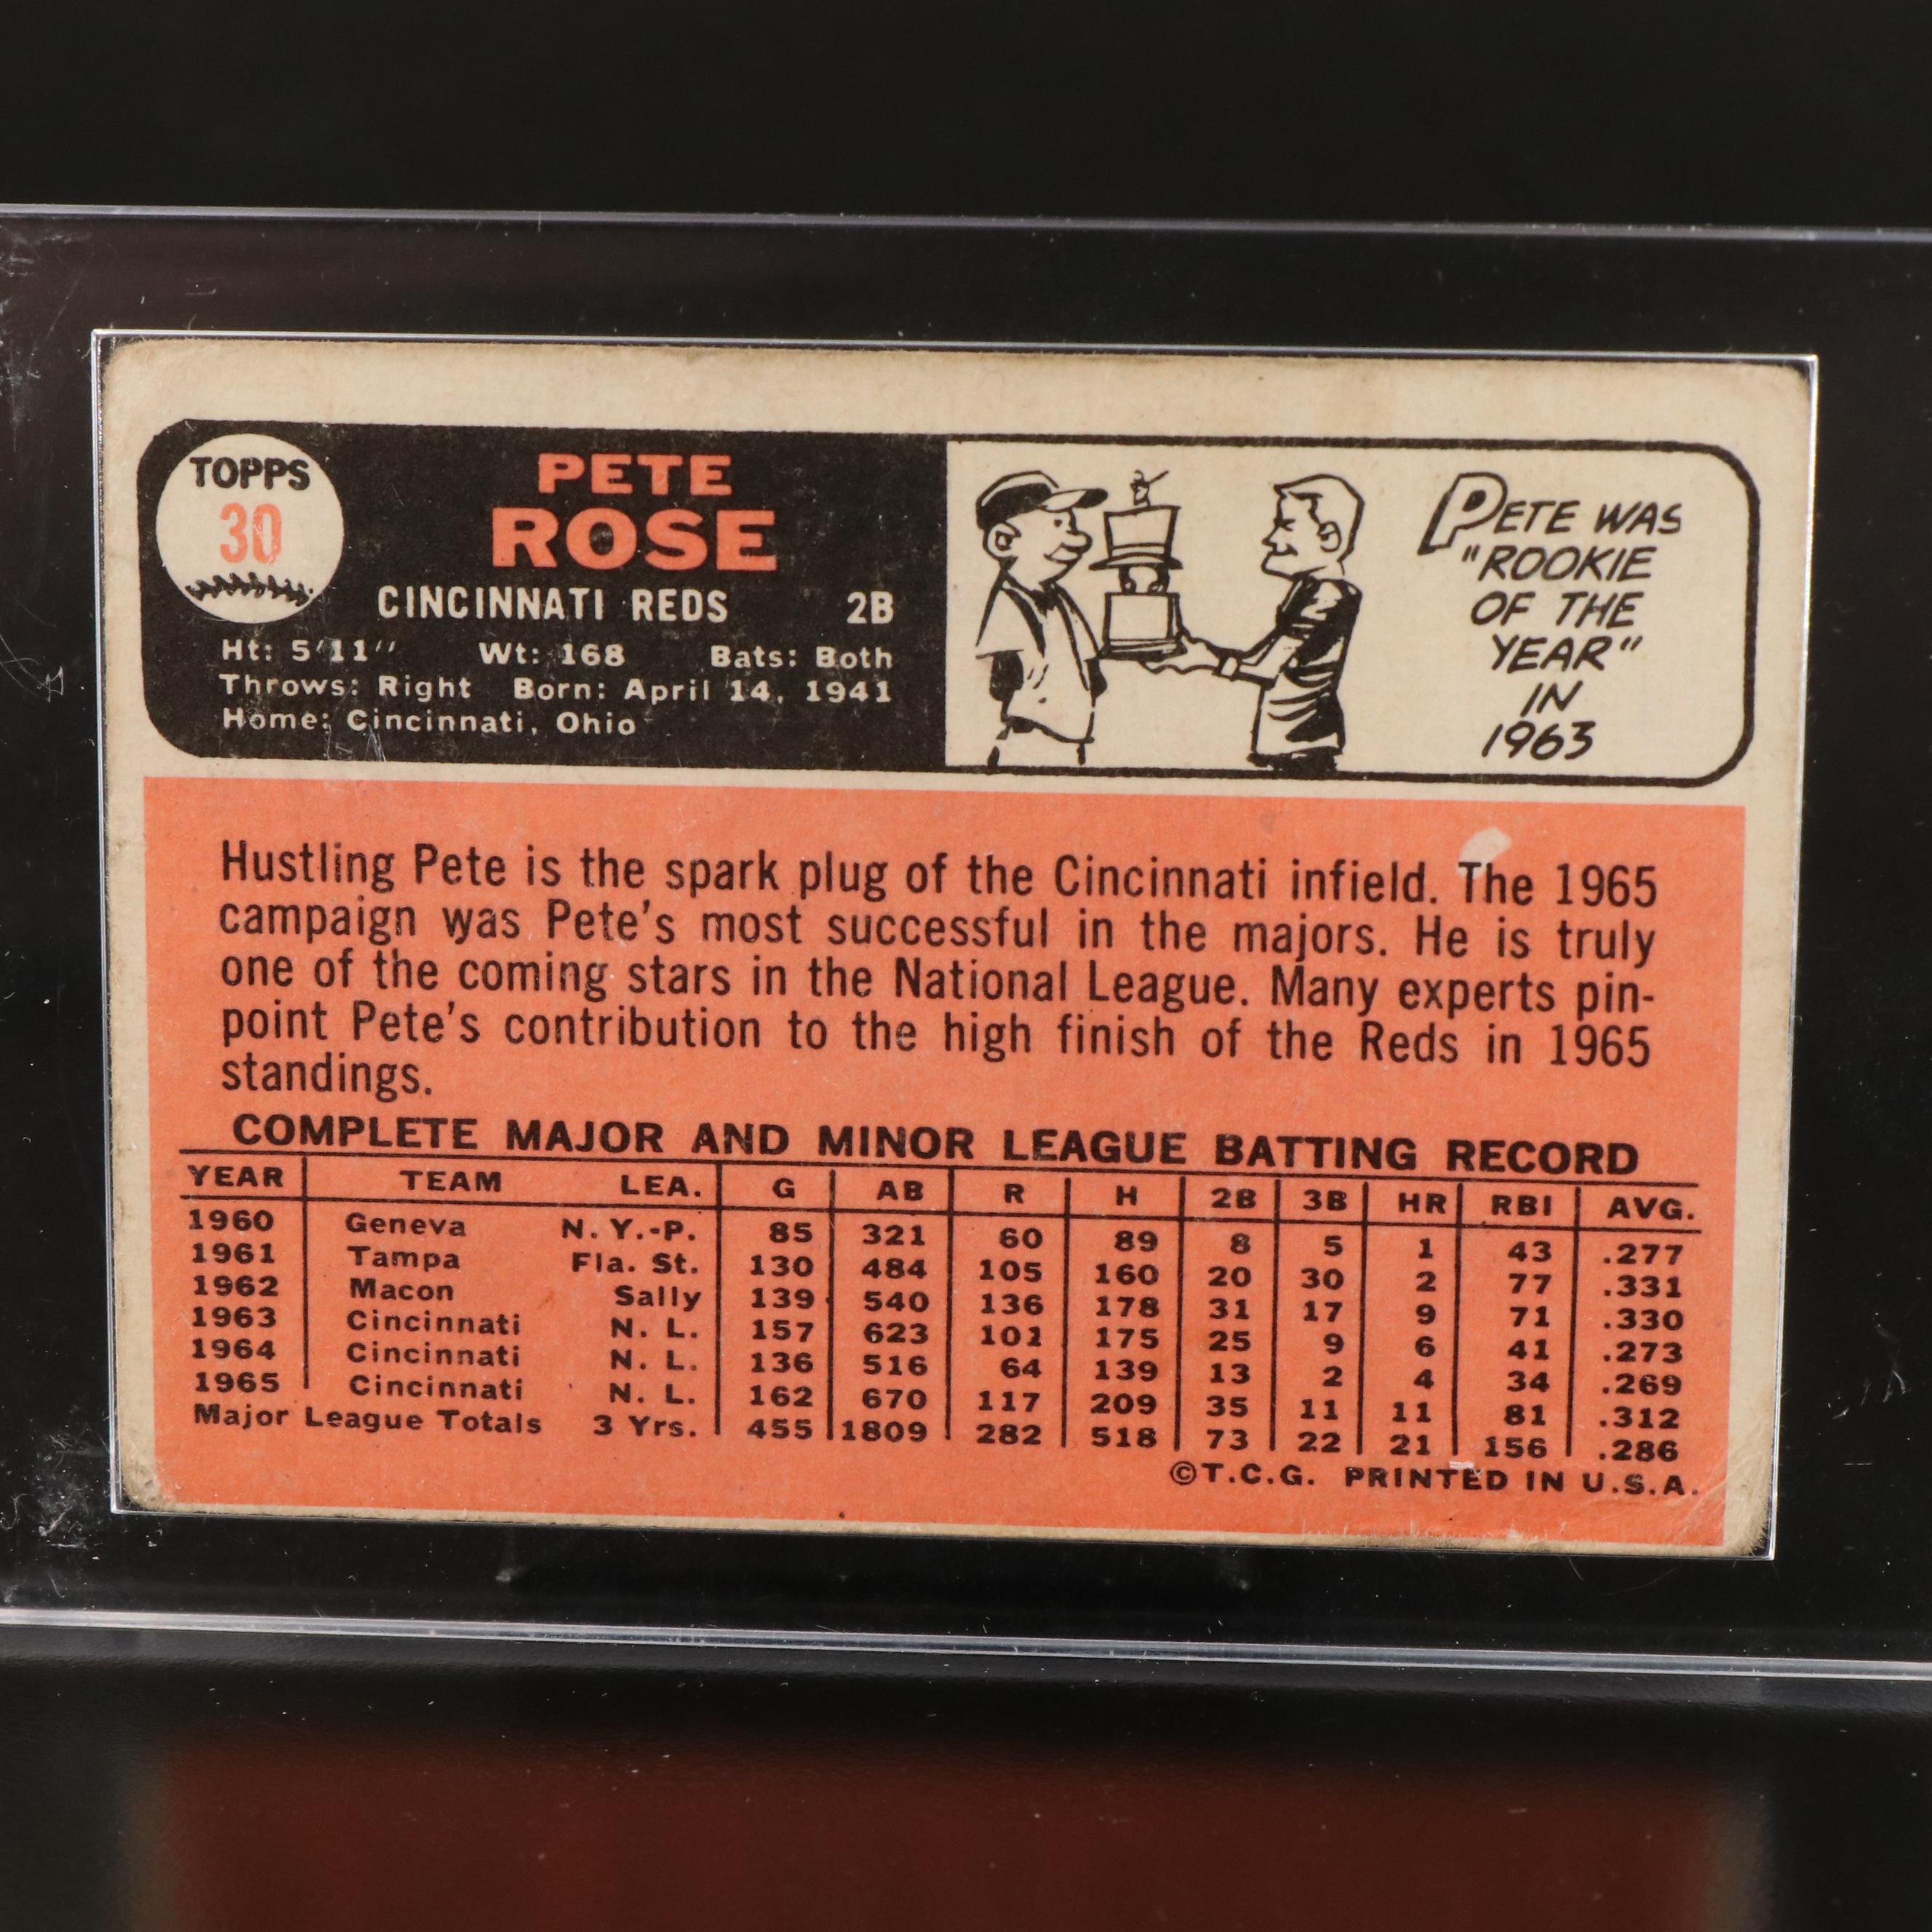 TOPPS
30
PETE
ROSE
CINCINNATI REDS 2B
Ht: 5'11" Wt: 168 Bats: Both
Throws: Right Born: April 14, 1941
Home: Cincinnati, Ohio
PETE WAS
"ROOKIE
OF THE
YEAR"
IN
1963
Hustling Pete is the spark plug of the Cincinnati infield. The 1965
campaign was Pete's most successful in the majors. He is truly
one of the coming stars in the National League. Many experts pin-
point Pete's contribution to the high finish of the Reds in 1965
standings.
COMPLETE MAJOR AND MINOR LEAGUE BATTING RECORD
YEAR TEAM LEA. G AB R H 2B 3B HR RBI AVG.
1960 Geneva N. Y.-P. 85 321 60 89 8 5 1 43 .277
1961 Tampa Fla. St. 130 484 105 160 20 30 2 77 .331
1962 Macon Sally 139 540 136 178 31 17 9 71 .330
1963 Cincinnati N. L. 157 623 101 175 25 9 6 41 .273
1964 Cincinnati N. L. 136 516 64 139 13 2 4 34 .269
1965 Cincinnati N. L. 162 670 117 209 35 11 11 81 .312
Major League Totals 3 Yrs. 455 1809 282 518 73 22 21 156 .286
©T.C.G. PRINTED IN U.S.A.